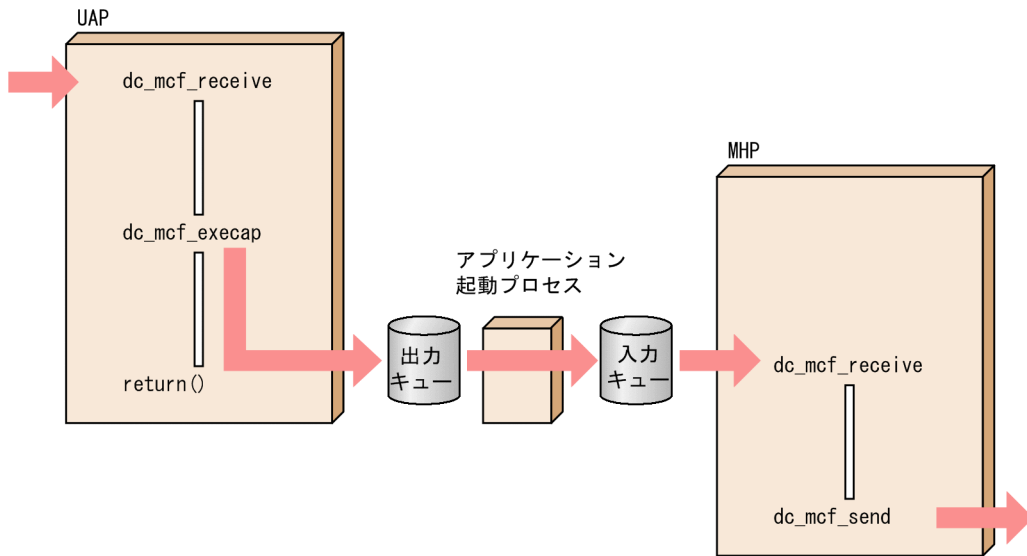 UAP
dc_mcf_receive
dc_mcf_execap
return()
アプリケーション
起動プロセス
出力
キュー
入力
キュー
MHP
dc_mcf_receive
dc_mcf_send